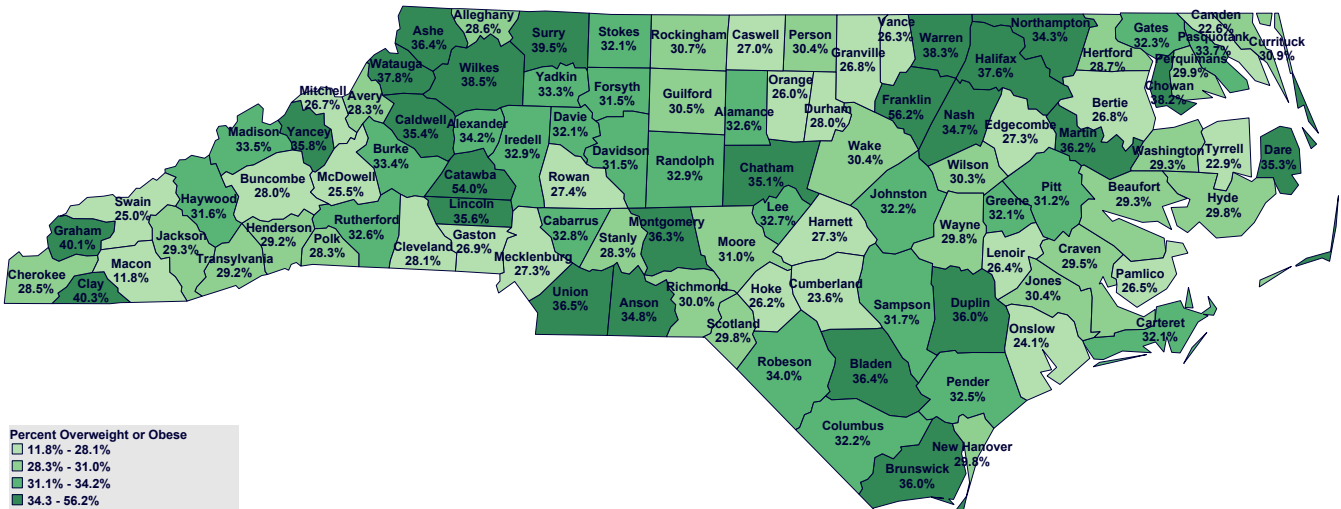 Ashe
36.4%
Alleghany
28.6%
Surry
39.5%
Stokes
32.1%
Rockingham
30.7%
Caswell
27.0%
Person
30.4%
Granville
26.8%
Vance
26.3%
Warren
38.3%
Northampton
34.3%
Halifax
37.6%
Hertford
28.7%
Gates
32.3%
Camden
22.6%
Pasquotank
33.7%
Currituck
30.9%
Perquimans
29.9%
Chowan
38.2%
Bertie
26.8%
Watauga
37.8%
Wilkes
38.5%
Yadkin
33.3%
Forsyth
31.5%
Guilford
30.5%
Alamance
32.6%
Orange
26.0%
Durham
28.0%
Franklin
56.2%
Nash
34.7%
Edgecombe
27.3%
Martin
36.2%
Washington
29.3%
Tyrrell
22.9%
Dare
35.3%
Mitchell
26.7%
Avery
28.3%
Caldwell
35.4%
Alexander
34.2%
Iredell
32.9%
Davie
32.1%
Davidson
31.5%
Randolph
32.9%
Chatham
35.1%
Wake
30.4%
Wilson
30.3%
Pitt
31.2%
Beaufort
29.3%
Hyde
29.8%
Madison
33.5%
Yancey
35.8%
Burke
33.4%
McDowell
25.5%
Buncombe
28.0%
Catawba
54.0%
Lincoln
35.6%
Rowan
27.4%
Johnston
32.2%
Greene
32.1%
Wayne
29.8%
Lenoir
26.4%
Craven
29.5%
Pamlico
26.5%
Jones
30.4%
Swain
25.0%
Haywood
31.6%
Henderson
29.2%
Polk
28.3%
Rutherford
32.6%
Cleveland
28.1%
Gaston
26.9%
Mecklenburg
27.3%
Cabarrus
32.8%
Stanly
28.3%
Montgomery
36.3%
Moore
31.0%
Lee
32.7%
Harnett
27.3%
Graham
40.1%
Jackson
29.3%
Transylvania
29.2%
Macon
11.8%
Cherokee
28.5%
Clay
40.3%
Union
36.5%
Anson
34.8%
Richmond
30.0%
Scotland
29.8%
Hoke
26.2%
Cumberland
23.6%
Sampson
31.7%
Duplin
36.0%
Onslow
24.1%
Carteret
32.1%
Robeson
34.0%
Bladen
36.4%
Pender
32.5%
Columbus
32.2%
New Hanover
29.8%
Brunswick
36.0%
Percent Overweight or Obese
11.8% - 28.1%
28.3% - 31.0%
31.1% - 34.2%
34.3 - 56.2%